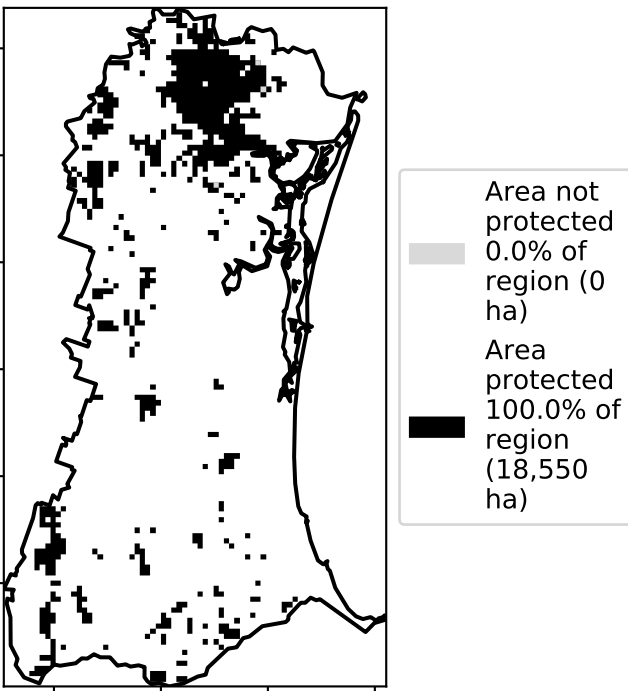 Area not
protected
0.0% of
region (0
ha)
Area
protected
100.0% of
region
(18,550
ha)